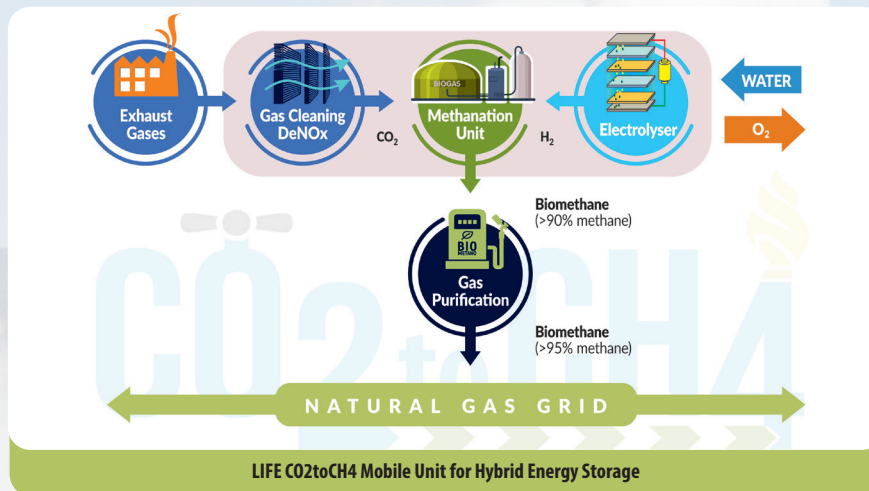 Exhaust
Gases
Gas Cleaning
DeNOx
CO₂
BIOGAS
Methanation
Unit
H₂
Electrolyser
WATER
O₂
Biomethane
(>90% methane)
BIO
METANO
Gas
Purification
Biomethane
(>95% methane)
CO2toCH4
NATURAL GAS GRID
LIFE CO2toCH4 Mobile Unit for Hybrid Energy Storage